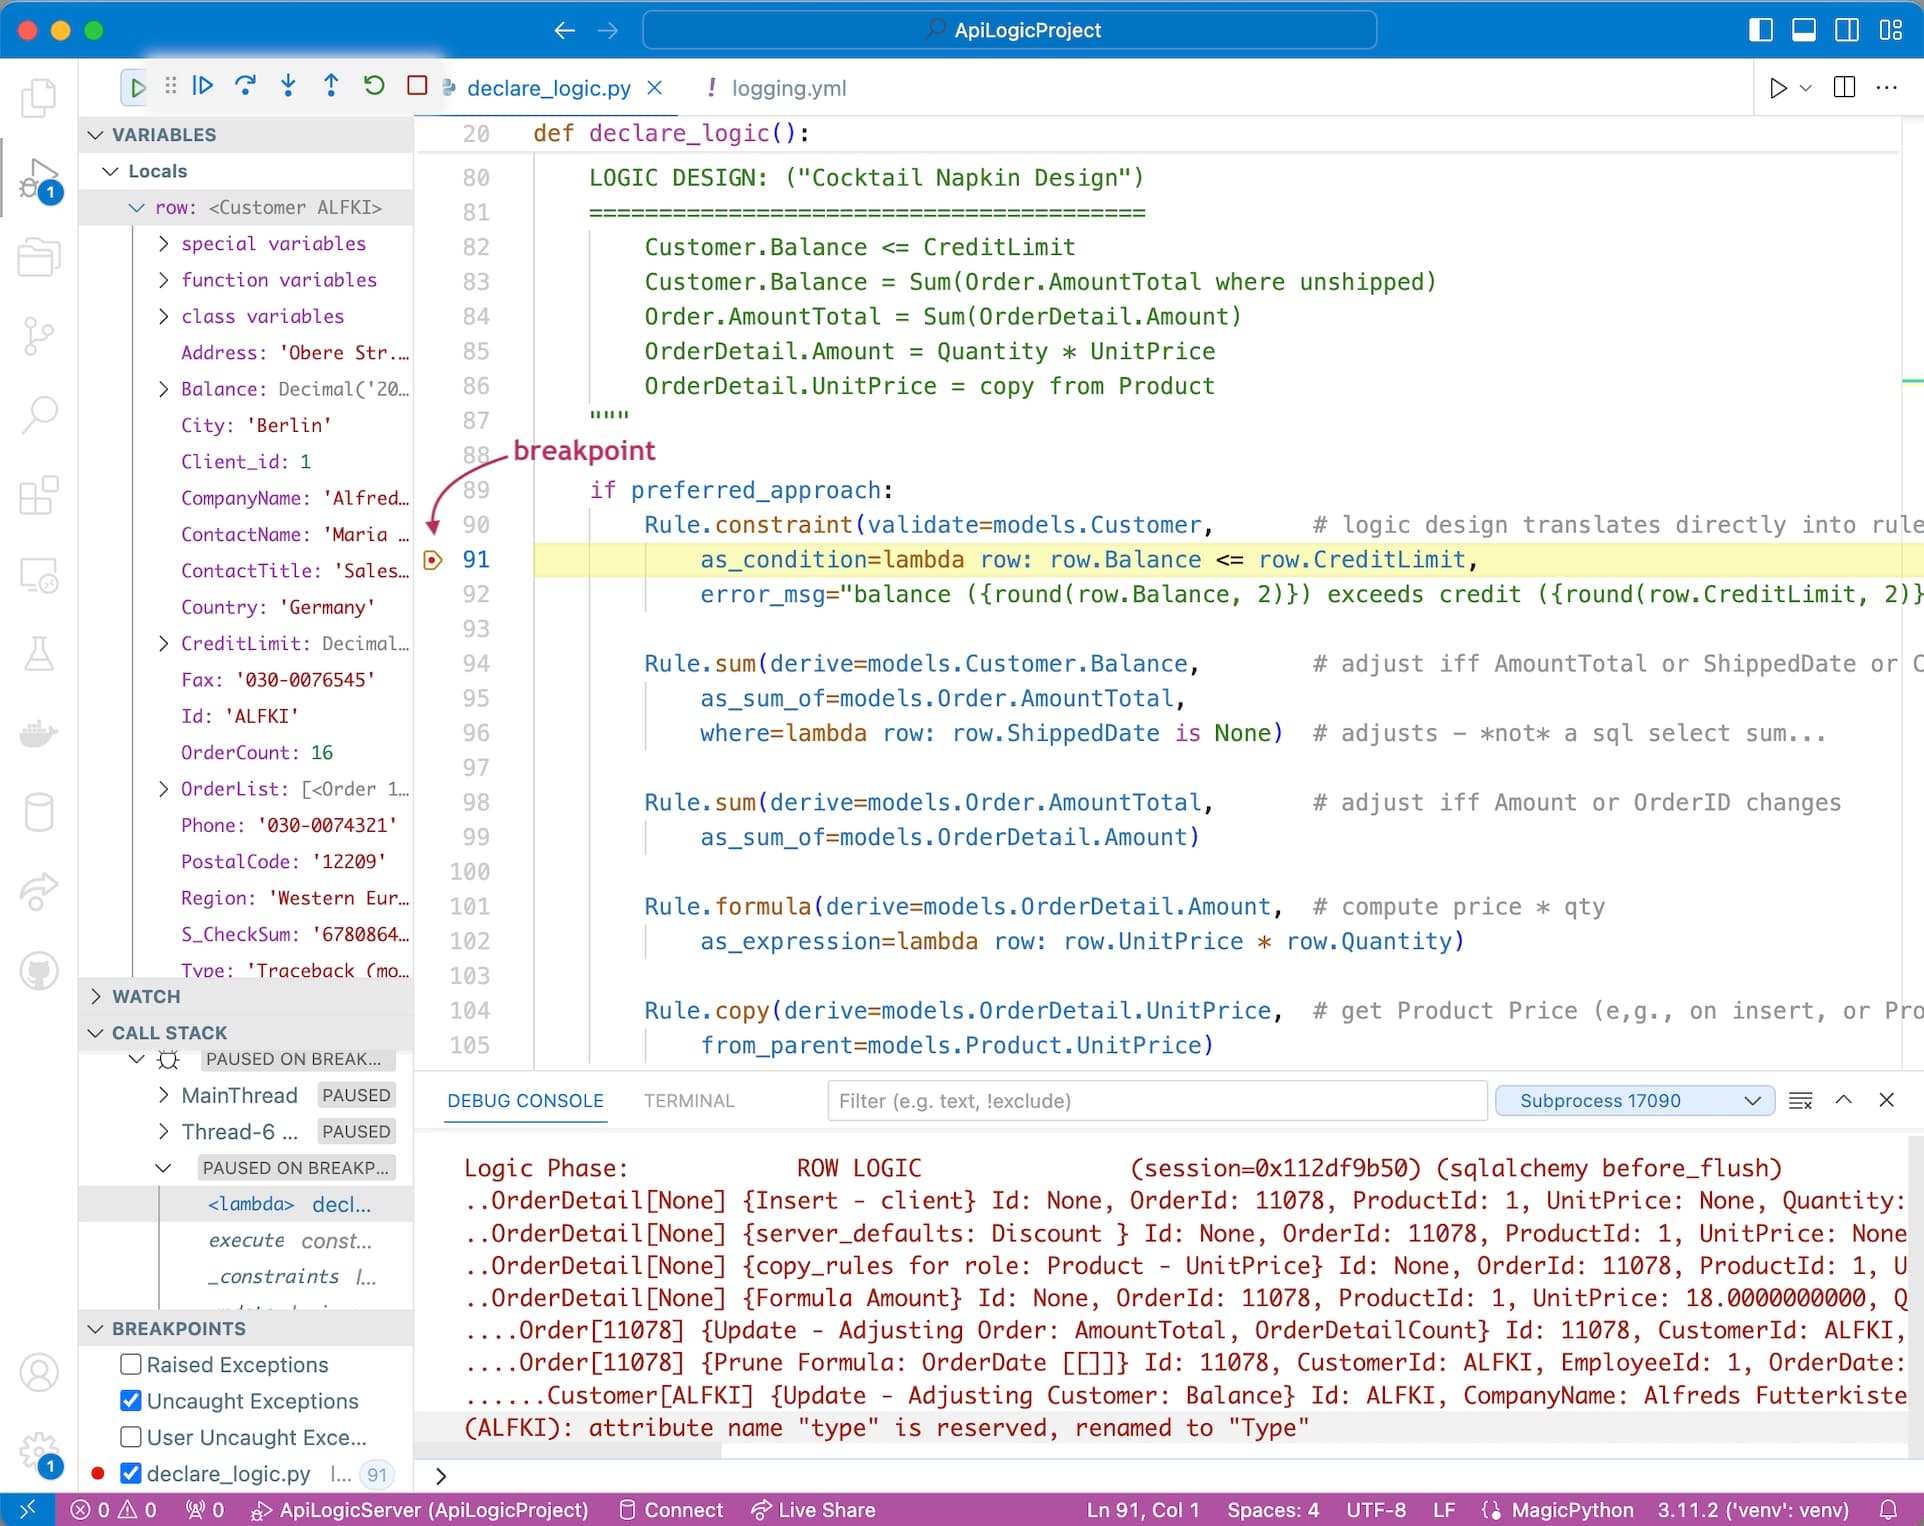 ApiLogicProject
declare_logic.py
! logging.yml
VARIABLES
Locals
row: <Customer ALFKI>
special variables
function variables
class variables
Address: 'Obere Str.…
Balance: Decimal('20…
City: 'Berlin'
Client_id: 1
CompanyName: 'Alfred…
ContactName: 'Maria …
ContactTitle: 'Sales…
Country: 'Germany'
CreditLimit: Decimal…
Fax: '030-0076545'
Id: 'ALFKI'
OrderCount: 16
OrderList: [<Order 1…
Phone: '030-0074321'
PostalCode: '12209'
Region: 'Western Eur…
S_CheckSum: '6780864…
Type: 'Traceback (mo…
WATCH
CALL STACK
PAUSED ON BREAK…
MainThread PAUSED
Thread-6 … PAUSED
PAUSED ON BREAKP…
<lambda> decl…
execute const…
_constraints l…
BREAKPOINTS
Raised Exceptions
Uncaught Exceptions
User Uncaught Exce…
declare_logic.py l… 91
1
1
20 def declare_logic():
80 LOGIC DESIGN: ("Cocktail Napkin Design")
81 ========================================
82 Customer.Balance <= CreditLimit
83 Customer.Balance = Sum(Order.AmountTotal where unshipped)
84 Order.AmountTotal = Sum(OrderDetail.Amount)
85 OrderDetail.Amount = Quantity * UnitPrice
86 OrderDetail.UnitPrice = copy from Product
87 """
88
breakpoint
89 if preferred_approach:
90 Rule.constraint(validate=models.Customer, # logic design translates directly into rule
91 as_condition=lambda row: row.Balance <= row.CreditLimit,
92 error_msg="balance ({round(row.Balance, 2)}) exceeds credit ({round(row.CreditLimit, 2)}
93
94 Rule.sum(derive=models.Customer.Balance, # adjust iff AmountTotal or ShippedDate or C
95 as_sum_of=models.Order.AmountTotal,
96 where=lambda row: row.ShippedDate is None) # adjusts - *not* a sql select sum...
97
98 Rule.sum(derive=models.Order.AmountTotal, # adjust iff Amount or OrderID changes
99 as_sum_of=models.OrderDetail.Amount)
100
101 Rule.formula(derive=models.OrderDetail.Amount, # compute price * qty
102 as_expression=lambda row: row.UnitPrice * row.Quantity)
103
104 Rule.copy(derive=models.OrderDetail.UnitPrice, # get Product Price (e,g., on insert, or Pro
105 from_parent=models.Product.UnitPrice)
DEBUG CONSOLE TERMINAL Filter (e.g. text, !exclude) Subprocess 17090
Logic Phase: ROW LOGIC (session=0x112df9b50) (sqlalchemy before_flush)
..OrderDetail[None] {Insert - client} Id: None, OrderId: 11078, ProductId: 1, UnitPrice: None, Quantity:
..OrderDetail[None] {server_defaults: Discount } Id: None, OrderId: 11078, ProductId: 1, UnitPrice: None
..OrderDetail[None] {copy_rules for role: Product - UnitPrice} Id: None, OrderId: 11078, ProductId: 1, U
..OrderDetail[None] {Formula Amount} Id: None, OrderId: 11078, ProductId: 1, UnitPrice: 18.0000000000, Q
....Order[11078] {Update - Adjusting Order: AmountTotal, OrderDetailCount} Id: 11078, CustomerId: ALFKI,
....Order[11078] {Prune Formula: OrderDate [[]]} Id: 11078, CustomerId: ALFKI, EmployeeId: 1, OrderDate:
......Customer[ALFKI] {Update - Adjusting Customer: Balance} Id: ALFKI, CompanyName: Alfreds Futterkiste
(ALFKI): attribute name "type" is reserved, renamed to "Type"
0 0 0 ApiLogicServer (ApiLogicProject) Connect Live Share Ln 91, Col 1 Spaces: 4 UTF-8 LF MagicPython 3.11.2 ('venv': venv)